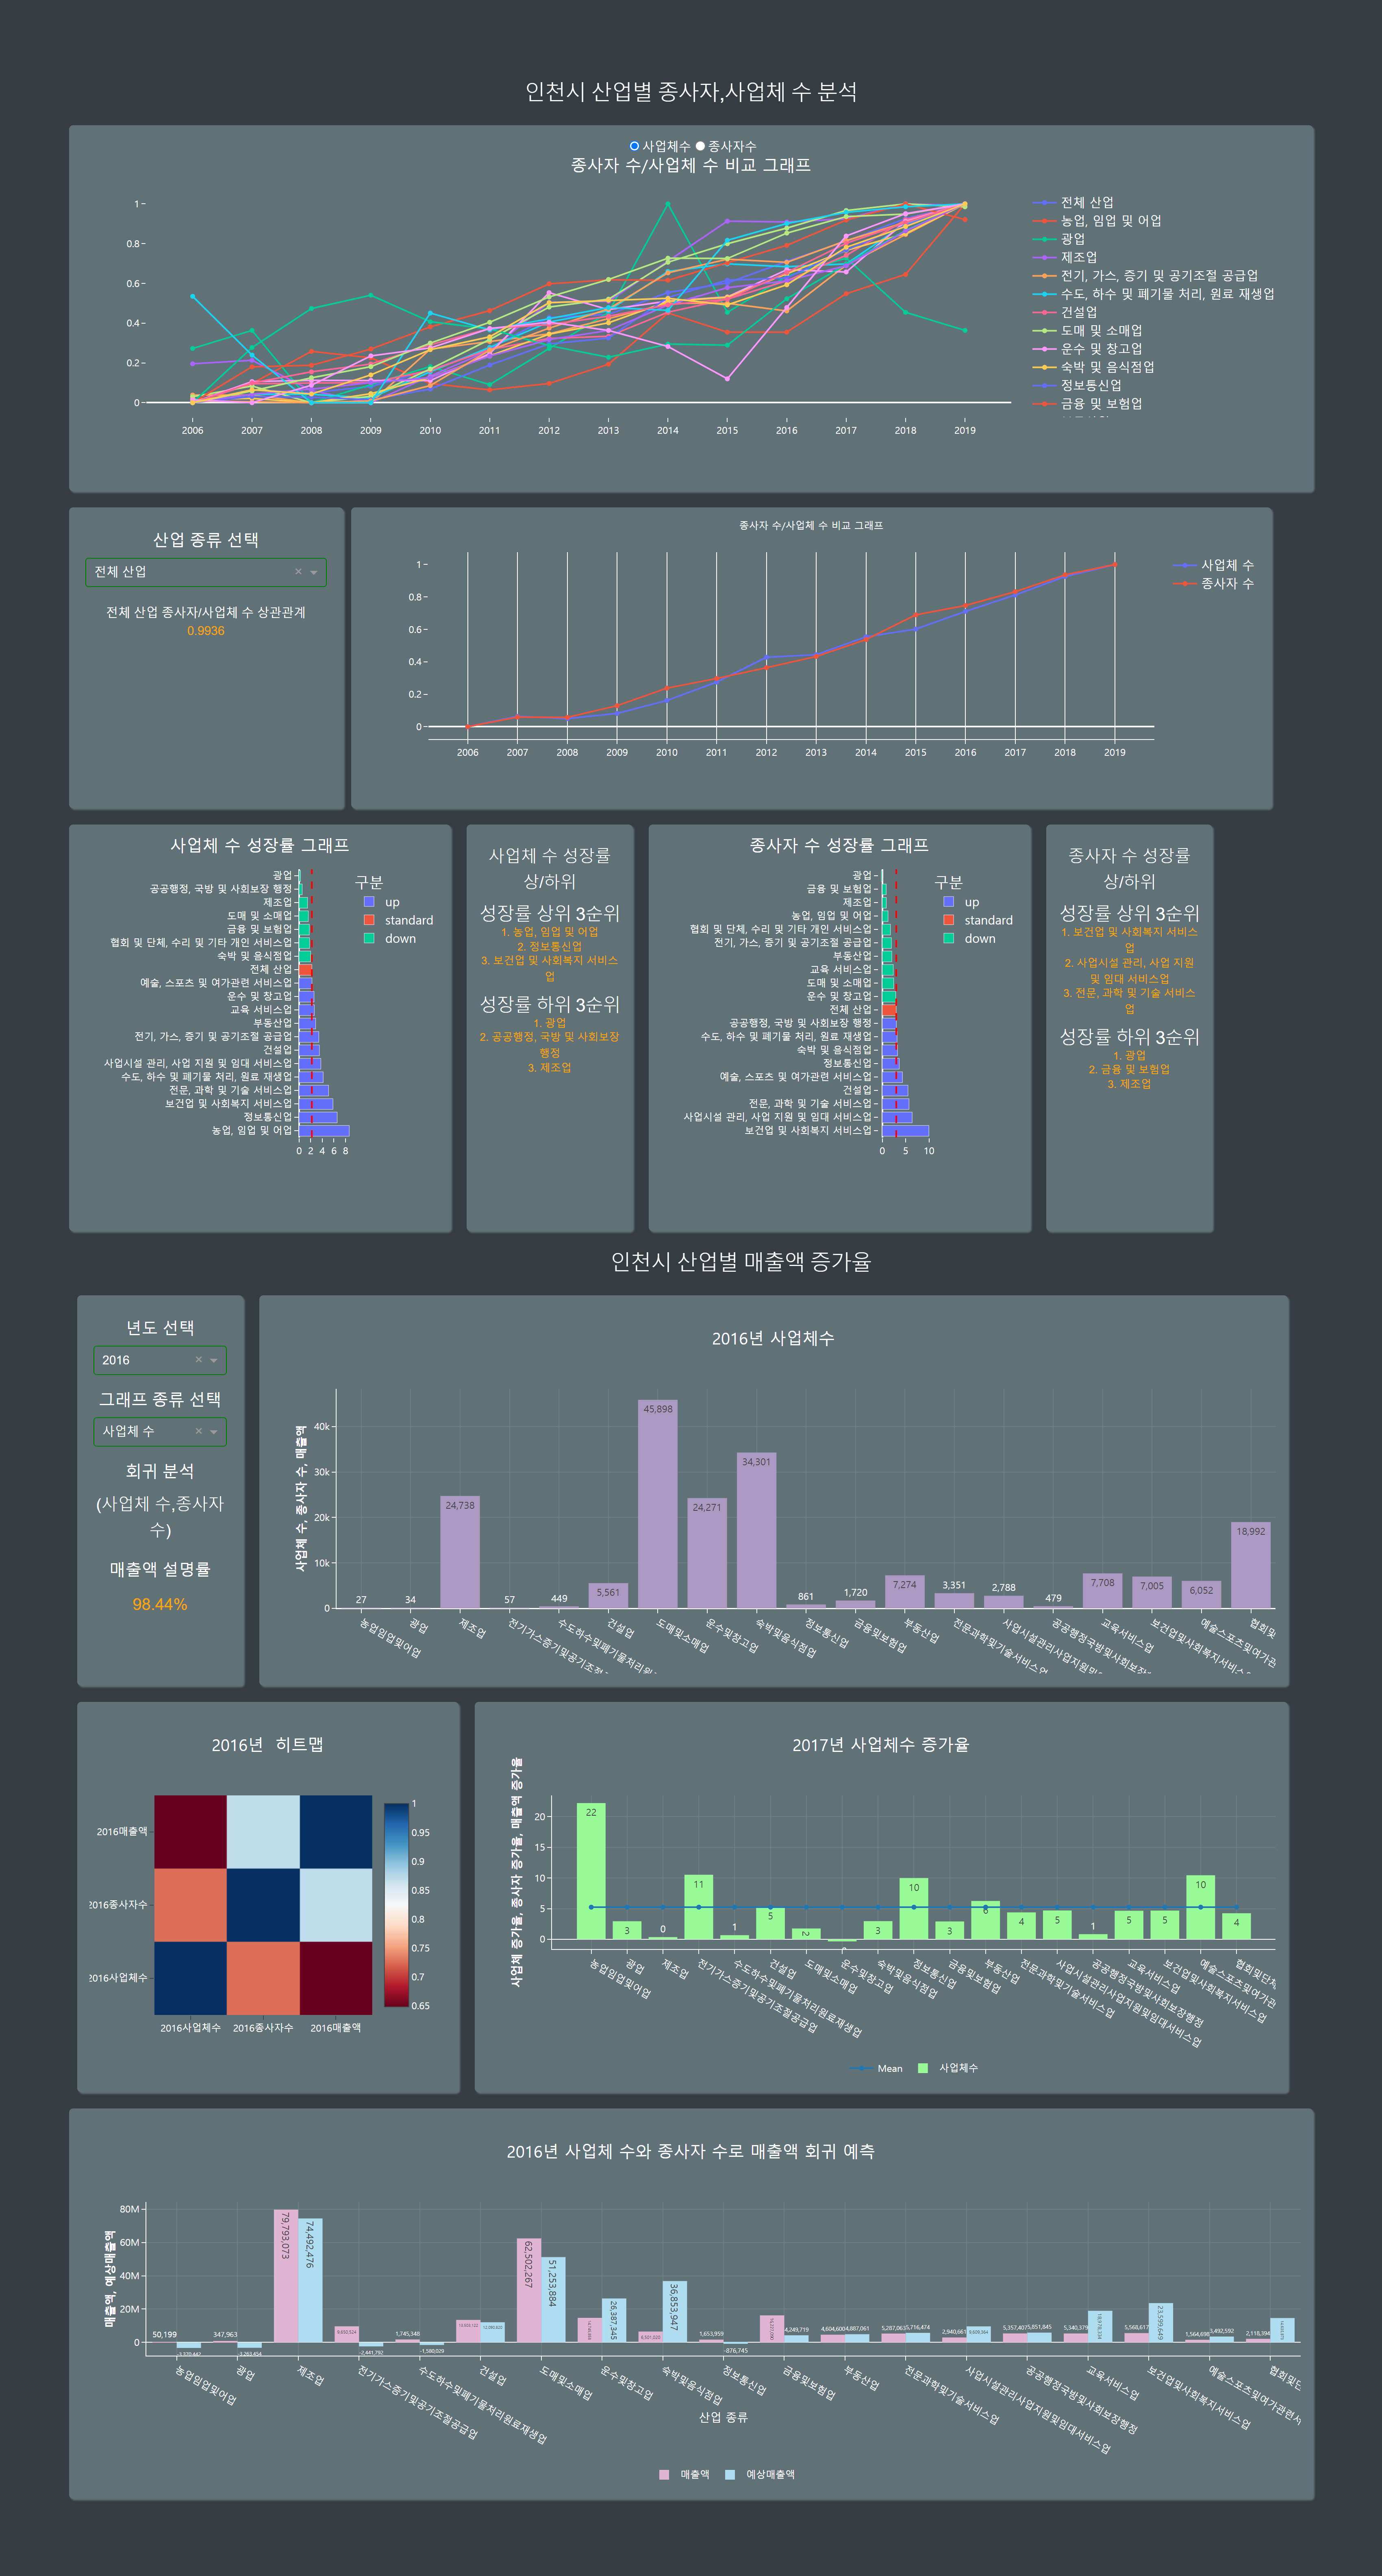 인천시 산업별 종사자,사업체 수 분석
사업체수 종사자수
종사자 수/사업체 수 비교 그래프
1
0.8
0.6
0.4
0.2
0
2006 2007 2008 2009 2010 2011 2012 2013 2014 2015 2016 2017 2018 2019
전체 산업
농업, 임업 및 어업
광업
제조업
전기, 가스, 증기 및 공기조절 공급업
수도, 하수 및 폐기물 처리, 원료 재생업
건설업
도매 및 소매업
운수 및 창고업
숙박 및 음식점업
정보통신업
금융 및 보험업
산업 종류 선택
전체 산업
전체 산업 종사자/사업체 수 상관관계
0.9936
종사자 수/사업체 수 비교 그래프
1
0.8
0.6
0.4
0.2
0
2006 2007 2008 2009 2010 2011 2012 2013 2014 2015 2016 2017 2018 2019
사업체 수
종사자 수
사업체 수 성장률 그래프
광업
공공행정, 국방 및 사회보장 행정
제조업
도매 및 소매업
금융 및 보험업
협회 및 단체, 수리 및 기타 개인 서비스업
숙박 및 음식점업
전체 산업
예술, 스포츠 및 여가관련 서비스업
운수 및 창고업
교육 서비스업
부동산업
전기, 가스, 증기 및 공기조절 공급업
건설업
사업시설 관리, 사업 지원 및 임대 서비스업
수도, 하수 및 폐기물 처리, 원료 재생업
전문, 과학 및 기술 서비스업
보건업 및 사회복지 서비스업
정보통신업
농업, 임업 및 어업
0 2 4 6 8
구분
up
standard
down
사업체 수 성장률
상/하위
성장률 상위 3순위
1. 농업, 임업 및 어업
2. 정보통신업
3. 보건업 및 사회복지 서비스
업
성장률 하위 3순위
1. 광업
2. 공공행정, 국방 및 사회보장
행정
3. 제조업
종사자 수 성장률 그래프
광업
금융 및 보험업
제조업
농업, 임업 및 어업
협회 및 단체, 수리 및 기타 개인 서비스업
전기, 가스, 증기 및 공기조절 공급업
부동산업
교육 서비스업
도매 및 소매업
운수 및 창고업
전체 산업
공공행정, 국방 및 사회보장 행정
수도, 하수 및 폐기물 처리, 원료 재생업
숙박 및 음식점업
정보통신업
예술, 스포츠 및 여가관련 서비스업
건설업
전문, 과학 및 기술 서비스업
사업시설 관리, 사업 지원 및 임대 서비스업
보건업 및 사회복지 서비스업
0 5 10
구분
up
standard
down
종사자 수 성장률
상/하위
성장률 상위 3순위
1. 보건업 및 사회복지 서비스
업
2. 사업시설 관리, 사업 지원
및 임대 서비스업
3. 전문, 과학 및 기술 서비스
업
성장률 하위 3순위
1. 광업
2. 금융 및 보험업
3. 제조업
인천시 산업별 매출액 증가율
년도 선택
2016
그래프 종류 선택
사업체 수
회귀 분석
(사업체 수,종사자
수)
매출액 설명률
98.44%
2016년 사업체수
사업체 수, 종사자 수, 매출액
40k
30k
20k
10k
0
27 34 24,738 57 449 5,561 45,898 24,271 34,301 861 1,720 7,274 3,351 2,788 479 7,708 7,005 6,052 18,992
농업임업및어업
광업
제조업
전기가스증기및공기조절
수도하수및폐기물처리원
건설업
도매및소매업
운수및창고업
숙박및음식점업
정보통신업
금융및보험업
부동산업
전문과학및기술서비스업
사업시설관리사업지원및
공공행정국방및사회보장
교육서비스업
보건업및사회복지서비스
예술스포츠및여가관
협회및
2016년 히트맵
2016매출액
2016종사자수
2016사업체수
2016사업체수 2016종사자수 2016매출액
1
0.95
0.9
0.85
0.8
0.75
0.7
0.65
2017년 사업체수 증가율
사업체 증가율, 종사자 증가율, 매출액 증가율
20
15
10
5
0
22 3 0 11 1 5 2 3 10 3 6 4 5 1 5 5 10 4
농업임업및어업
광업
제조업
전기가스증기및공기조절공급업
수도하수및폐기물처리원료재생업
건설업
도매및소매업
운수및창고업
숙박및음식점업
정보통신업
금융및보험업
부동산업
전문과학및기술서비스업
사업시설관리사업지원및임대서비스업
공공행정국방및사회보장행정
교육서비스업
보건업및사회복지서비스업
예술스포츠및여가관
협회및단체
Mean 사업체수
2016년 사업체 수와 종사자 수로 매출액 회귀 예측
매출액, 예상매출액
80M
60M
40M
20M
0
50,199 347,963 79,793,073 74,492,476 -2,441,792 1,745,348 -1,580,029 62,502,267 51,253,884 26,387,345 36,853,947 1,653,959 -876,745 4,249,719 4,604,600 4,887,061 5,287,063 5,716,474 2,940,661 5,357,407 5,851,845 5,540,379 5,568,617 23,599,649 1,564,698 3,492,592 2,118,394
농업임업및어업
광업
제조업
전기가스증기및공기조절공급업
수도하수및폐기물처리원료재생업
건설업
도매및소매업
운수및창고업
숙박및음식점업
정보통신업
금융및보험업
부동산업
전문과학및기술서비스업
사업시설관리사업지원및임대서비스업
공공행정국방및사회보장행정
교육서비스업
보건업및사회복지서비스업
예술스포츠및여가관련서
협회및단
산업 종류
매출액 예상매출액